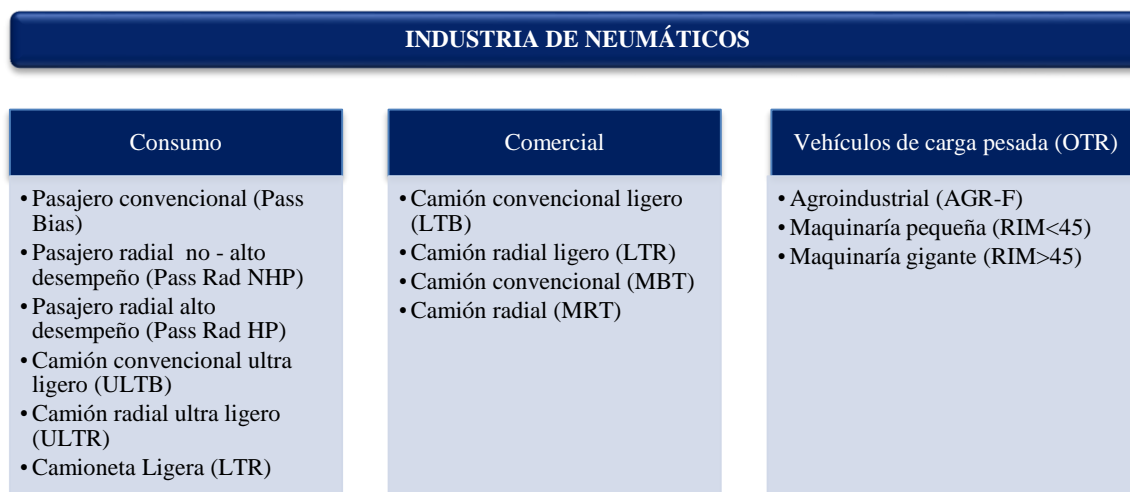 INDUSTRIA DE NEUMÁTICOS
Consumo
• Pasajero convencional (Pass
Bias)
• Pasajero radial no - alto
desempeño (Pass Rad NHP)
• Pasajero radial alto
desempeño (Pass Rad HP)
• Camión convencional ultra
ligero (ULTB)
• Camión radial ultra ligero
(ULTR)
• Camioneta Ligera (LTR)
Comercial
• Camión convencional ligero
(LTB)
• Camión radial ligero (LTR)
• Camión convencional (MBT)
• Camión radial (MRT)
Vehículos de carga pesada (OTR)
• Agroindustrial (AGR-F)
• Maquinaría pequeña (RIM<45)
• Maquinaría gigante (RIM>45)